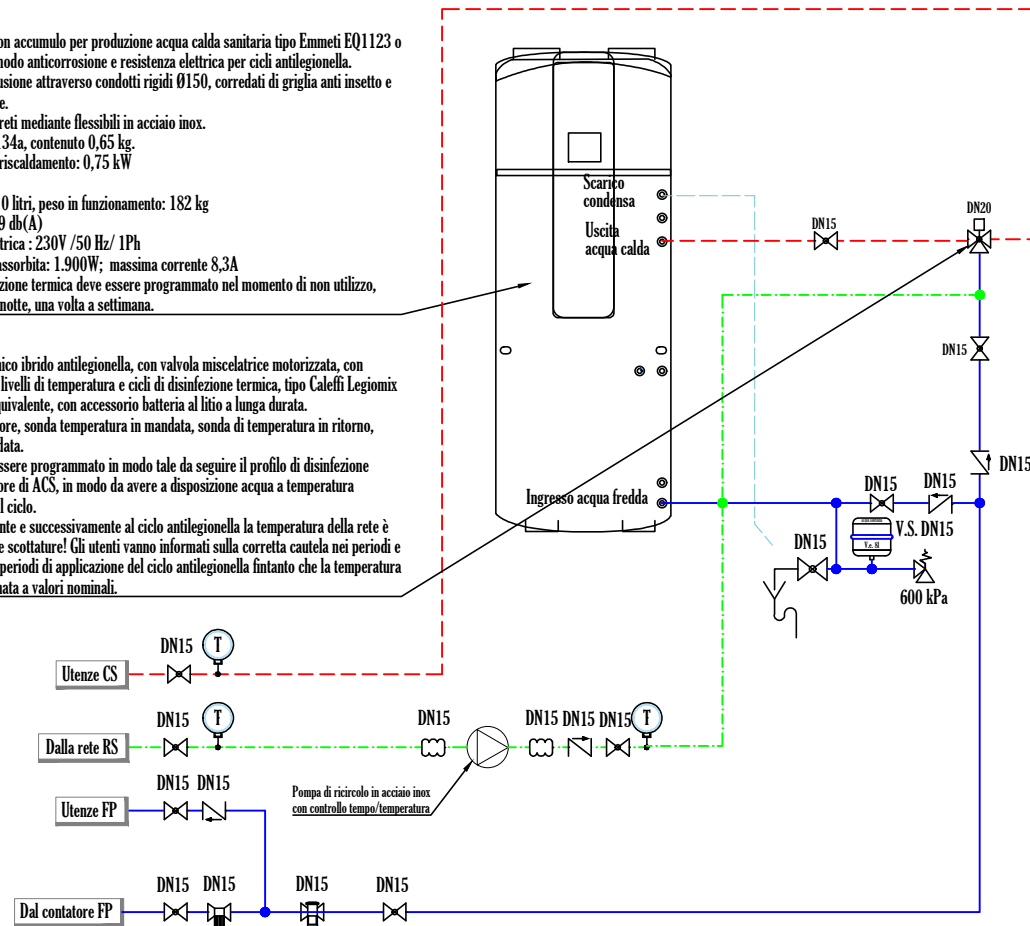 on accumulo per produzione acqua calda sanitaria tipo Emmeti EQ1123 o
nodo anticorrosione e resistenza elettrica per cicli antilegionella.
usione attraverso condotti rigidi Ø150, corredati di griglia anti insetto e
e.
reti mediante flessibili in acciaio inox.
34a, contenuto 0,65 kg.
riscaldamento: 0,75 kW
0 litri, peso in funzionamento: 182 kg
9 db(A)
trica : 230V /50 Hz/ 1Ph
assorbita: 1.900W; massima corrente 8,3A
zione termica deve essere programmato nel momento di non utilizzo,
notte, una volta a settimana.
nico ibrido antilegionella, con valvola miscelatrice motorizzata, con
livelli di temperatura e cicli di disinfezione termica, tipo Caleffi Legiomix
quivalente, con accessorio batteria al litio a lunga durata.
ore, sonda temperatura in mandata, sonda di temperatura in ritorno,
data.
ssere programmato in modo tale da seguire il profilo di disinfezione
ore di ACS, in modo da avere a disposizione acqua a temperatura
l ciclo.
nte e successivamente al ciclo antilegionella la temperatura della rete è
e scottature! Gli utenti vanno informati sulla corretta cautela nei periodi e
periodi di applicazione del ciclo antilegionella fintanto che la temperatura
nata a valori nominali.
Scarico
condensa
Uscita
acqua calda
Ingresso acqua fredda
DN15
DN20
DN15
DN15
DN15
DN15
V.S. DN15
V.e. 8l
DN15
600 kPa
DN15
T
Utenze CS
DN15
T
DN15
DN15
DN15
DN15
T
Dalla rete RS
Pompa di ricircolo in acciaio inox
con controllo tempo/temperatura
DN15
DN15
Utenze FP
DN15
DN15
DN15
DN15
Dal contatore FP